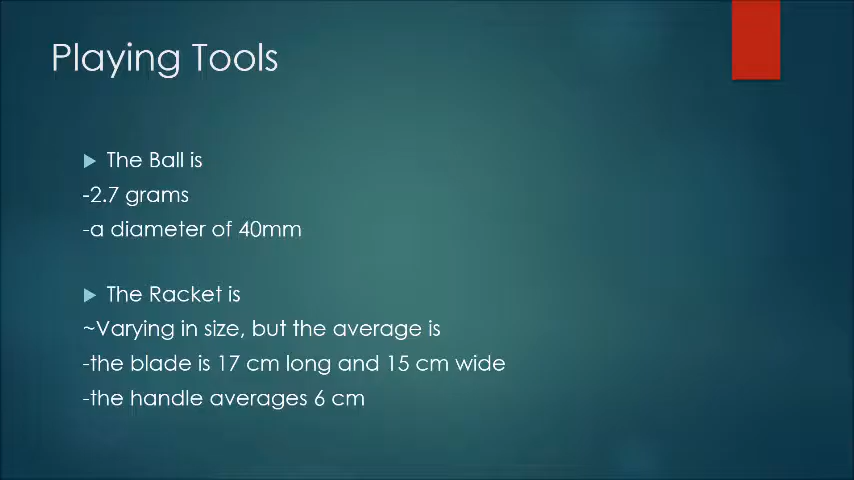 Playing Tools
The Ball is
-2.7 grams
-a diameter of 40mm
The Racket is
~Varying in size, but the average is
-the blade is 17 cm long and 15 cm wide
-the handle averages 6 cm